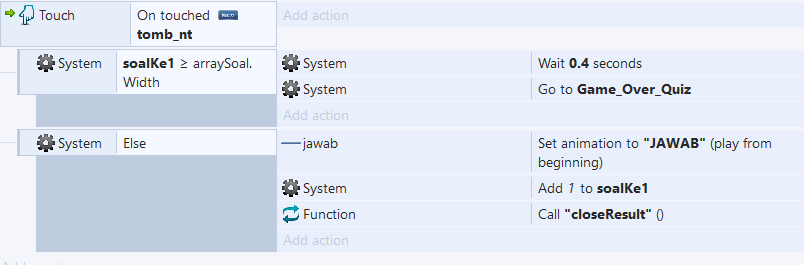 Touch On touched Add action
tomb_nt
System soalKe1 ≥ arraySoal. System Wait 0.4 seconds
Width
System Go to Game_Over_Quiz
Add action
System Else jawab Set animation to "JAWAB" (play from
beginning)
System Add 1 to soalKe1
Function Call "closeResult" ()
Add action